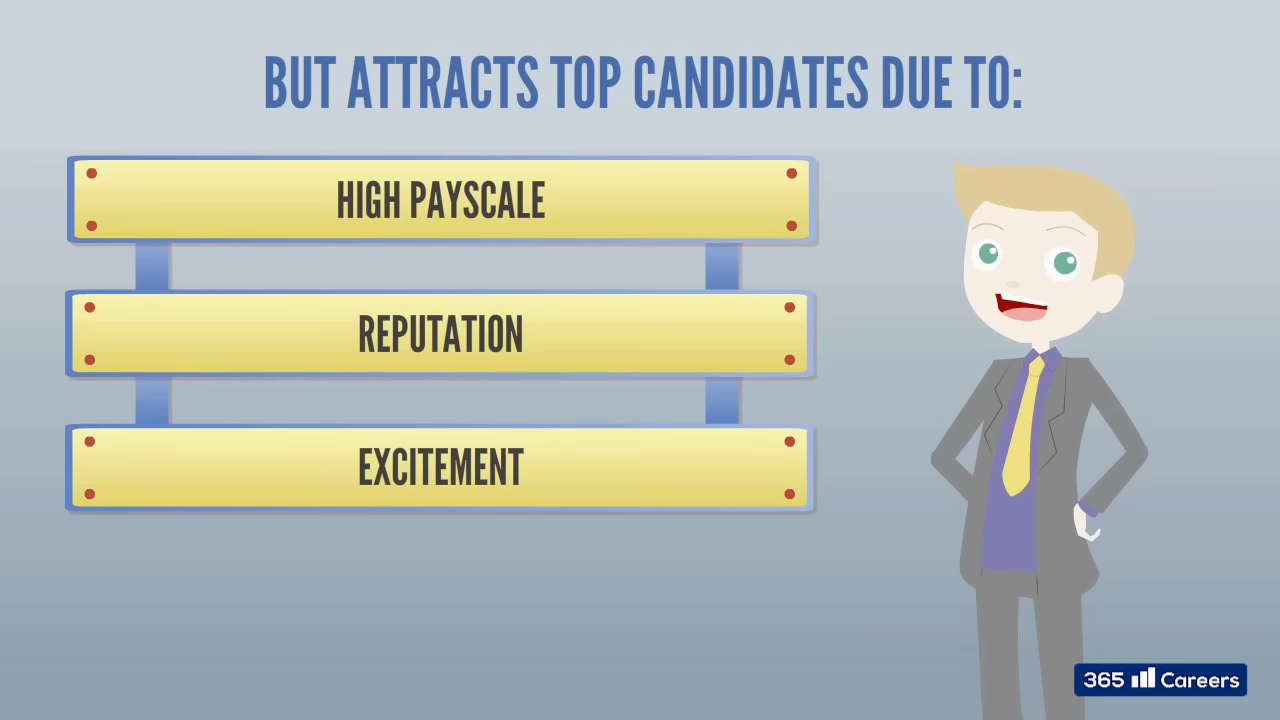 BUT ATTRACTS TOP CANDIDATES DUE TO:
HIGH PAYSCALE
REPUTATION
EXCITEMENT
365 Careers